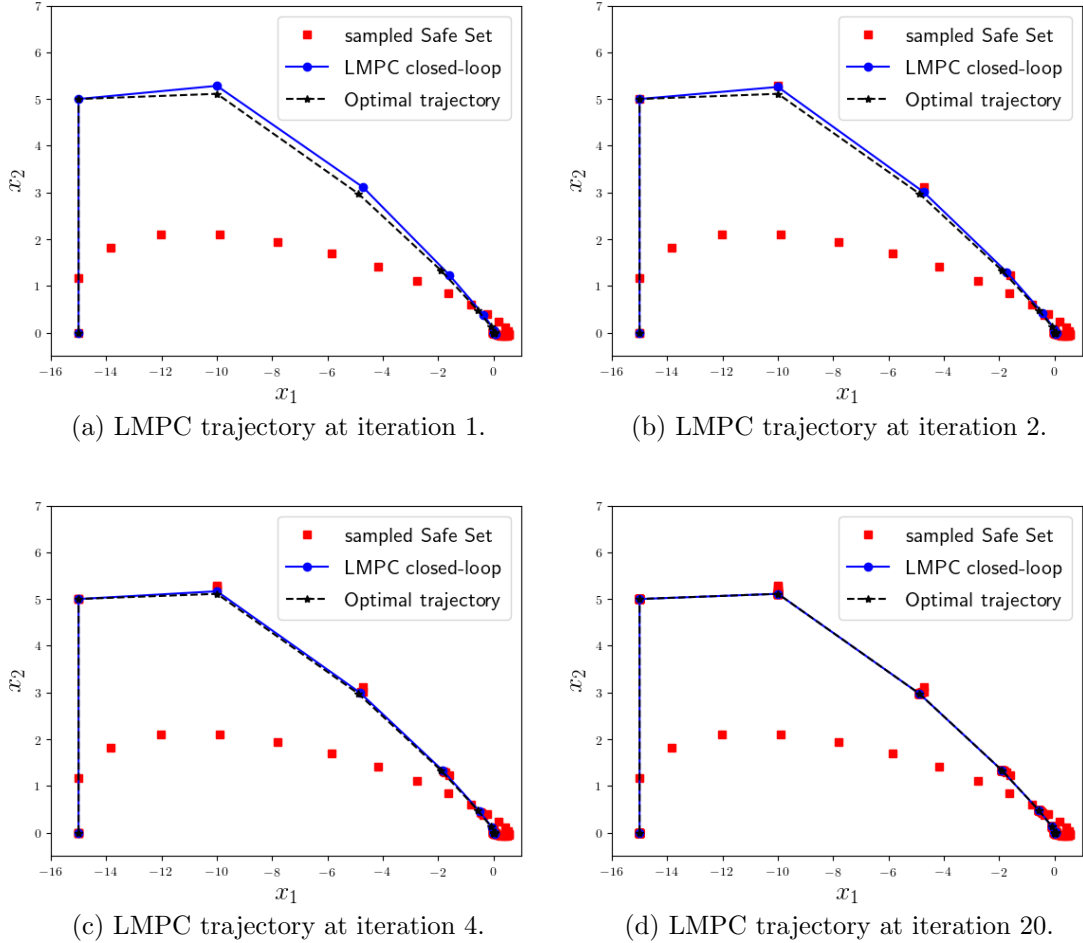 7
6
5
4
3
2
1
0
x₂
sampled Safe Set
LMPC closed-loop
Optimal trajectory
−16 −14 −12 −10 −8 −6 −4 −2 0
x₁
(a) LMPC trajectory at iteration 1.
7
6
5
4
3
2
1
0
x₂
sampled Safe Set
LMPC closed-loop
Optimal trajectory
−16 −14 −12 −10 −8 −6 −4 −2 0
x₁
(b) LMPC trajectory at iteration 2.
7
6
5
4
3
2
1
0
x₂
sampled Safe Set
LMPC closed-loop
Optimal trajectory
−16 −14 −12 −10 −8 −6 −4 −2 0
x₁
(c) LMPC trajectory at iteration 4.
7
6
5
4
3
2
1
0
x₂
sampled Safe Set
LMPC closed-loop
Optimal trajectory
−16 −14 −12 −10 −8 −6 −4 −2 0
x₁
(d) LMPC trajectory at iteration 20.